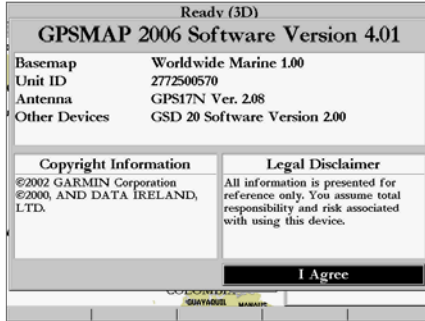 Ready (3D)
GPSMAP 2006 Software Version 4.01
Basemap Worldwide Marine 1.00
Unit ID 2772500570
Antenna GPS17N Ver. 2.08
Other Devices GSD 20 Software Version 2.00
Copyright Information
©2002 GARMIN Corporation
©2000, AND DATA IRELAND,
LTD.
Legal Disclaimer
All information is presented for
reference only. You assume total
responsibility and risk associated
with using this device.
I Agree
COLOMBIA
GUAYAQUIL MANAUS